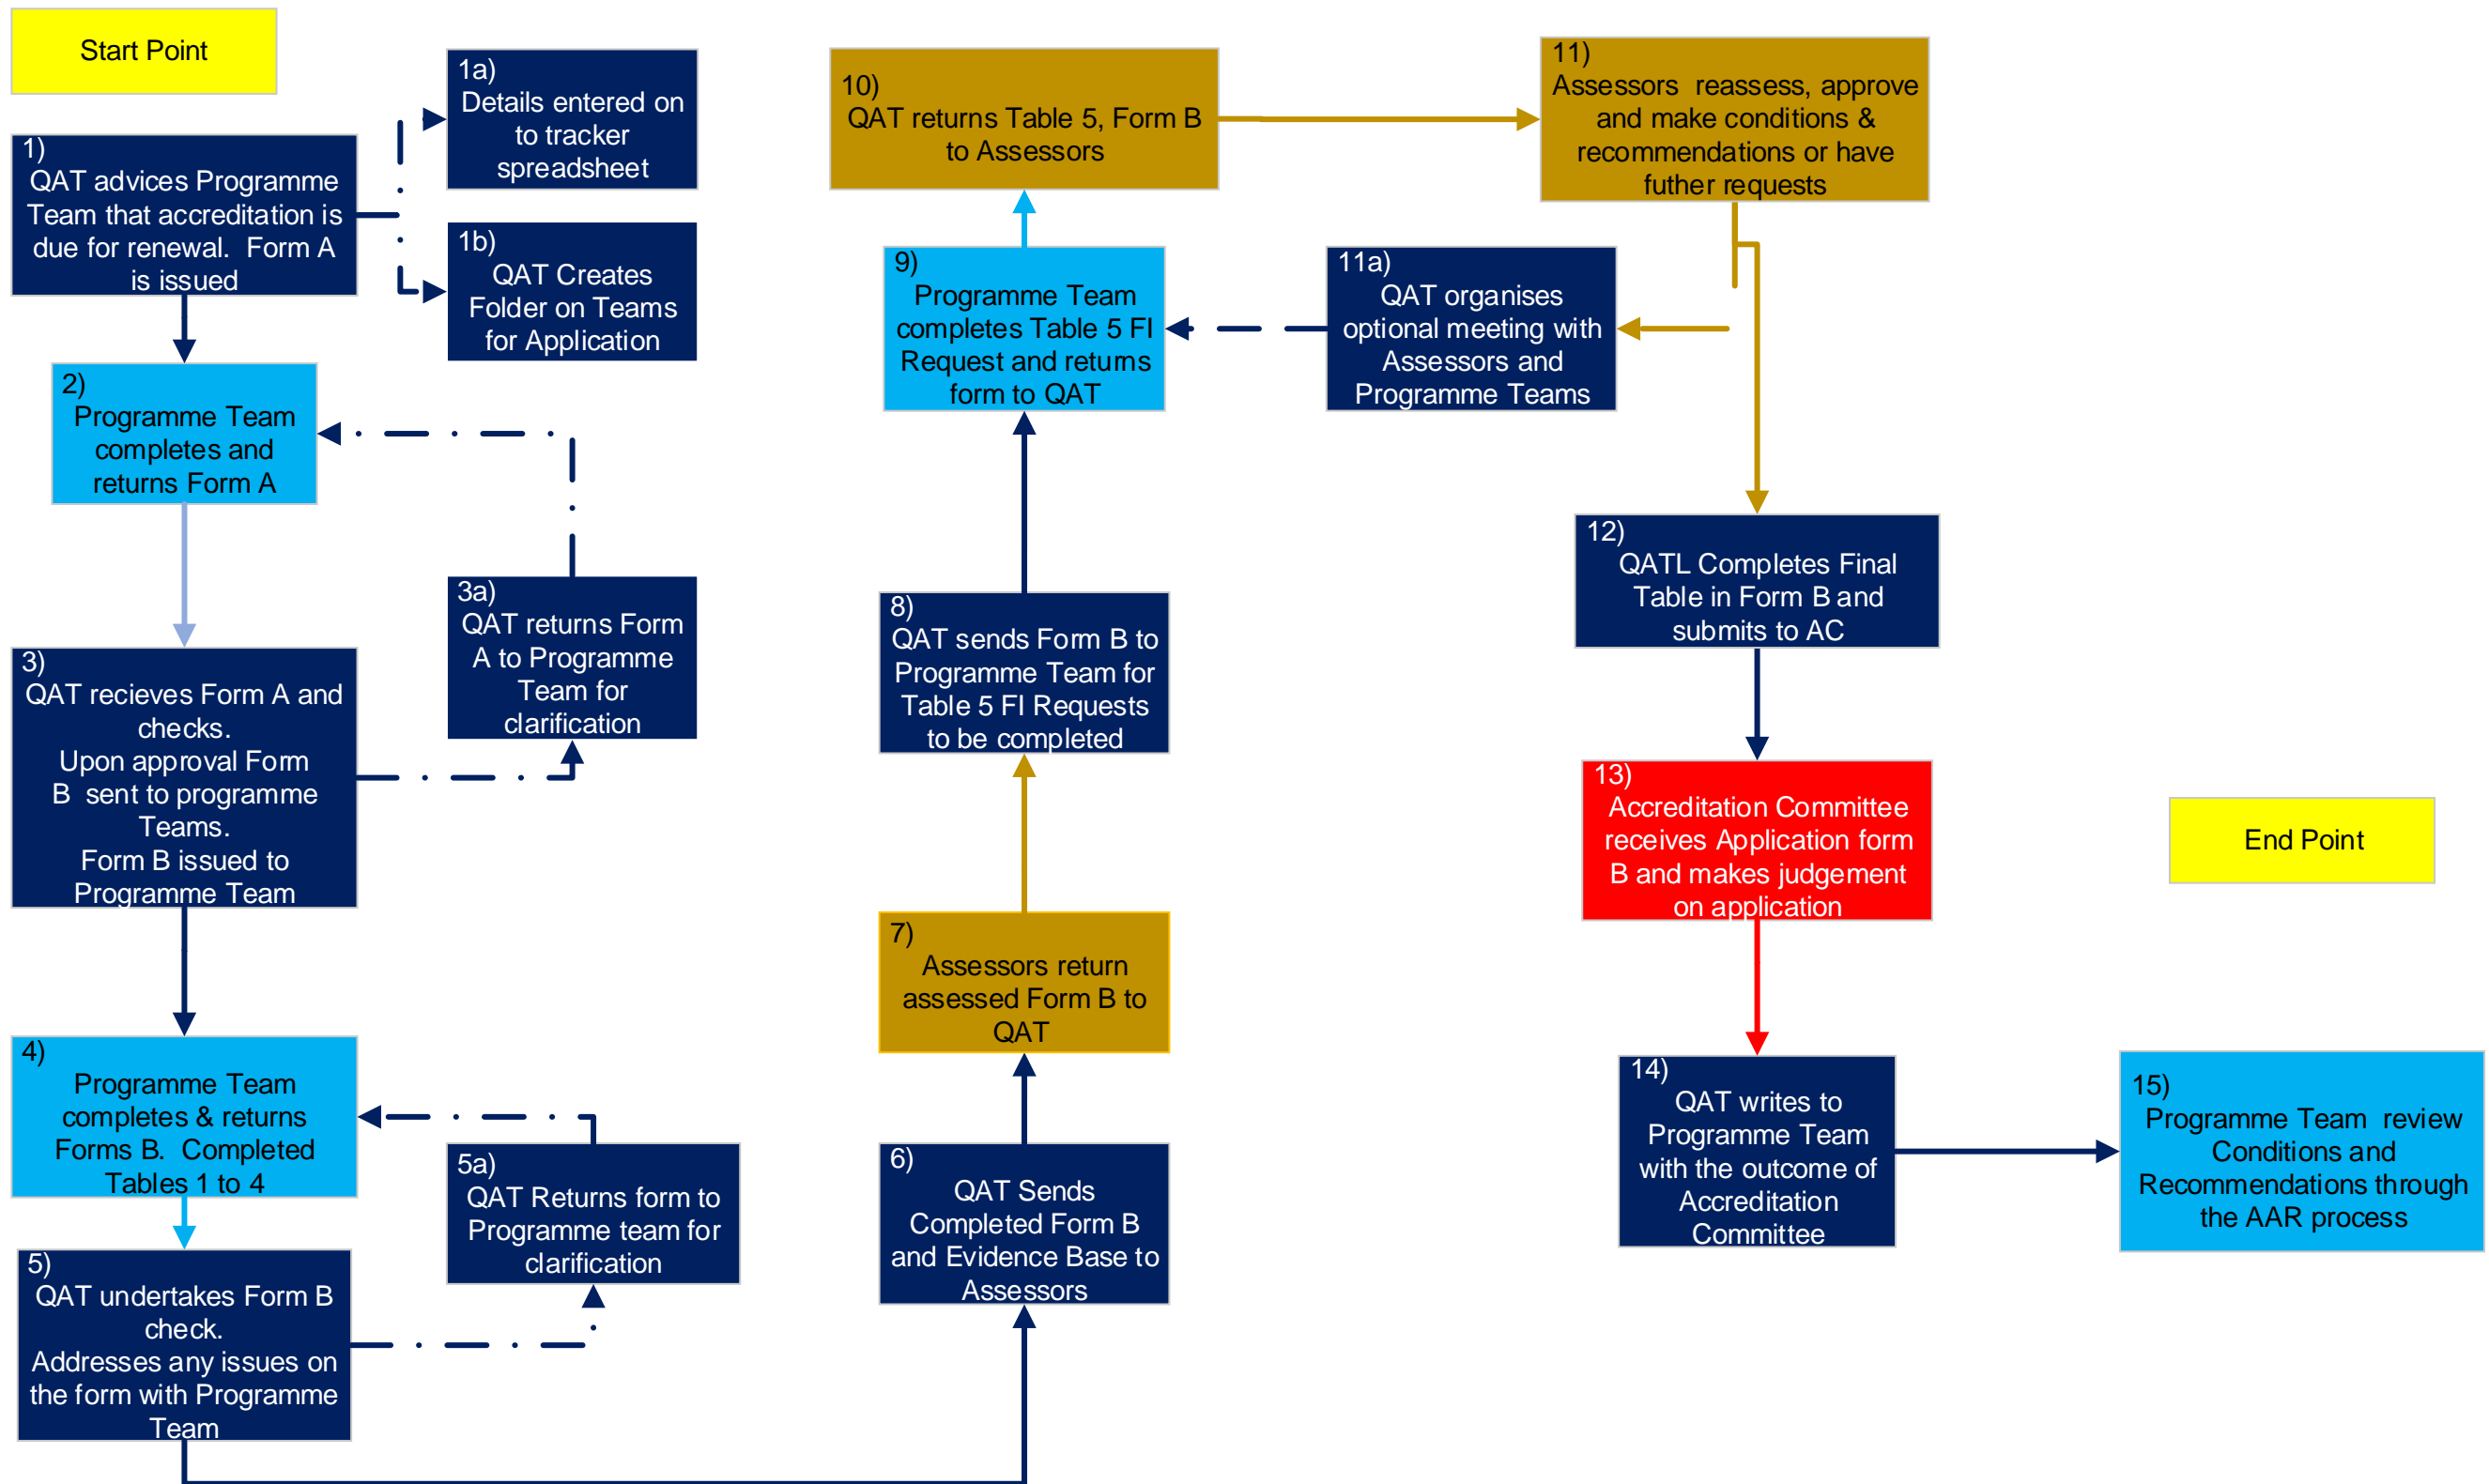 Start Point
1)
QAT advices Programme
Team that accreditation is
due for renewal.  Form A
is issued
1a)
Details entered on
to tracker
spreadsheet
1b)
QAT Creates
Folder on Teams
for Application
2)
Programme Team
completes and
returns Form A
3)
QAT recieves Form A and
checks.
Upon approval Form
B  sent to programme
Teams.
Form B issued to
Programme Team
3a)
QAT returns Form
A to Programme
Team for
clarification
4)
Programme Team
completes & returns
Forms B.  Completed
Tables 1 to 4
5)
QAT undertakes Form B
check.
Addresses any issues on
the form with Programme
Team
5a)
QAT Returns form to
Programme team for
clarification
6)
QAT Sends
Completed Form B
and Evidence Base to
Assessors
7)
Assessors return
assessed Form B to
QAT
8)
QAT sends Form B to
Programme Team for
Table 5 FI Requests
to be completed
9)
Programme Team
completes Table 5 FI
Request and returns
form to QAT
10)
QAT returns Table 5, Form B
to Assessors
11)
Assessors  reassess, approve
and make conditions &
recommendations or have
futher requests
11a)
QAT organises
optional meeting with
Assessors and
Programme Teams
12)
QATL Completes Final
Table in Form B and
submits to AC
13)
Accreditation Committee
receives Application form
B and makes judgement
on application
14)
QAT writes to
Programme Team
with the outcome of
Accreditation
Committee
15)
Programme Team  review
Conditions and
Recommendations through
the AAR process
End Point